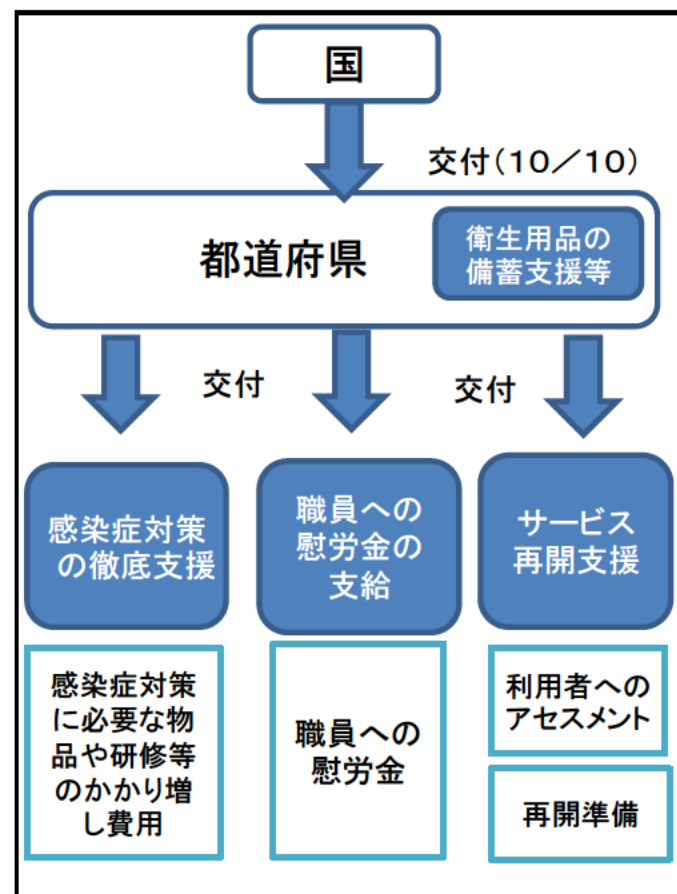 国
交付(10/10)
都道府県
衛生用品の
備蓄支援等
交付
交付
感染症対策
の徹底支援
職員への
慰労金の
支給
サービス
再開支援
感染症対策
に必要な物
品や研修等
のかかり増
し費用
職員への
慰労金
利用者への
アセスメント
再開準備